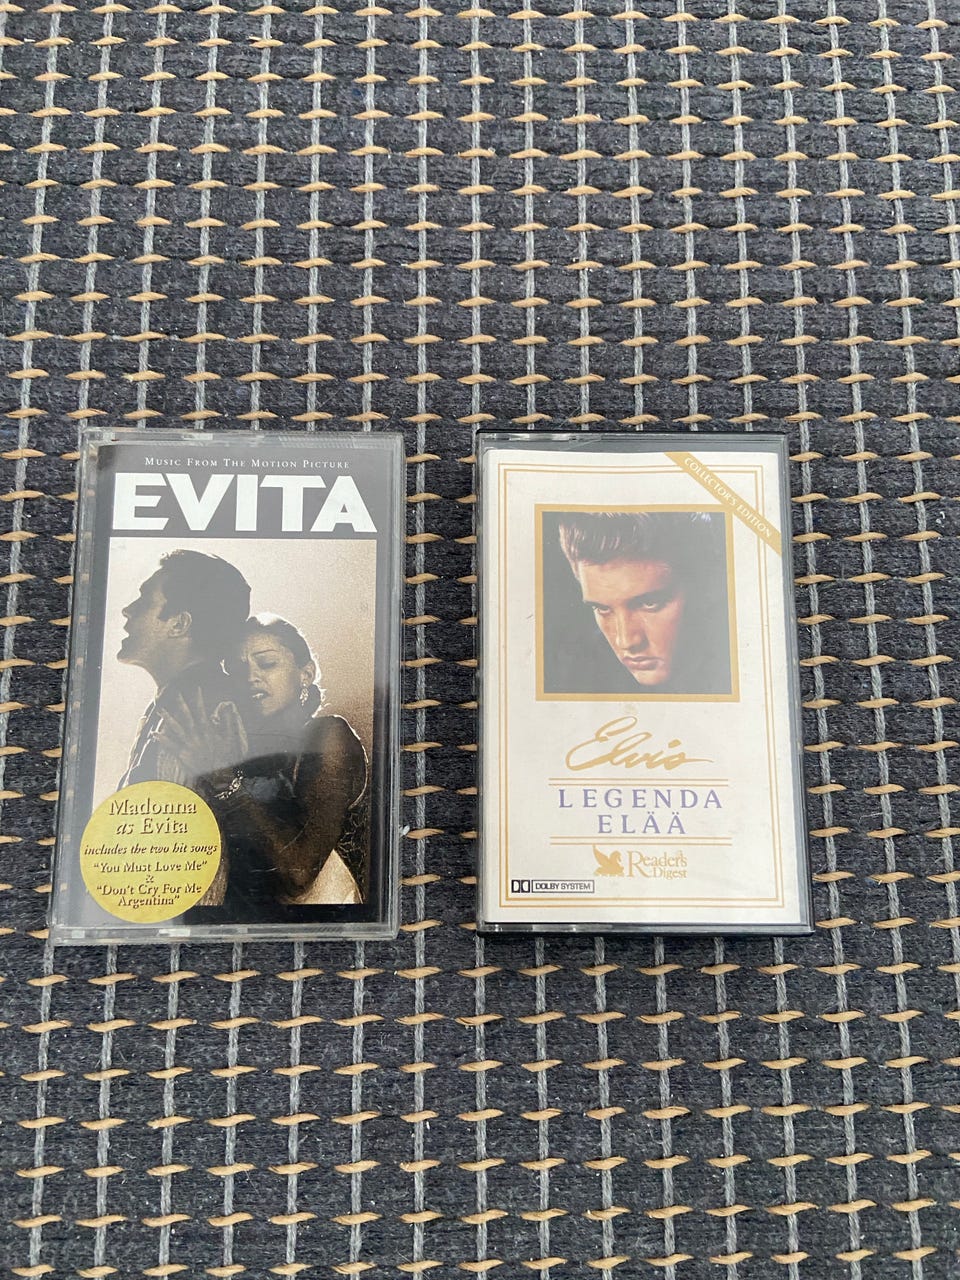 MUSIC FROM THE MOTION PICTURE
EVITA
Madonna
as Evita
includes the two hit songs
"You Must Love Me"
&
"Don't Cry For Me
Argentina"
COLLECTOR'S EDITION
Elvis
LEGENDA
ELÄÄ
Reader's
Digest
DOLBY SYSTEM